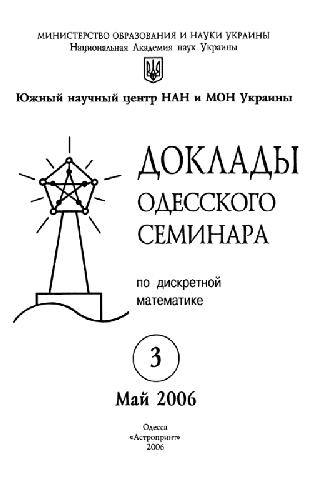 МИНИСТЕРСТВО ОБРАЗОВАНИЯ И НАУКИ УКРАИНЫ
Национальная Академия наук Украины
Южный научный центр НАН и МОН Украины
ДОКЛАДЫ
ОДЕССКОГО
СЕМИНАРА
по дискретной
математике
3
Май 2006
Одесса
«Астропринт»
2006